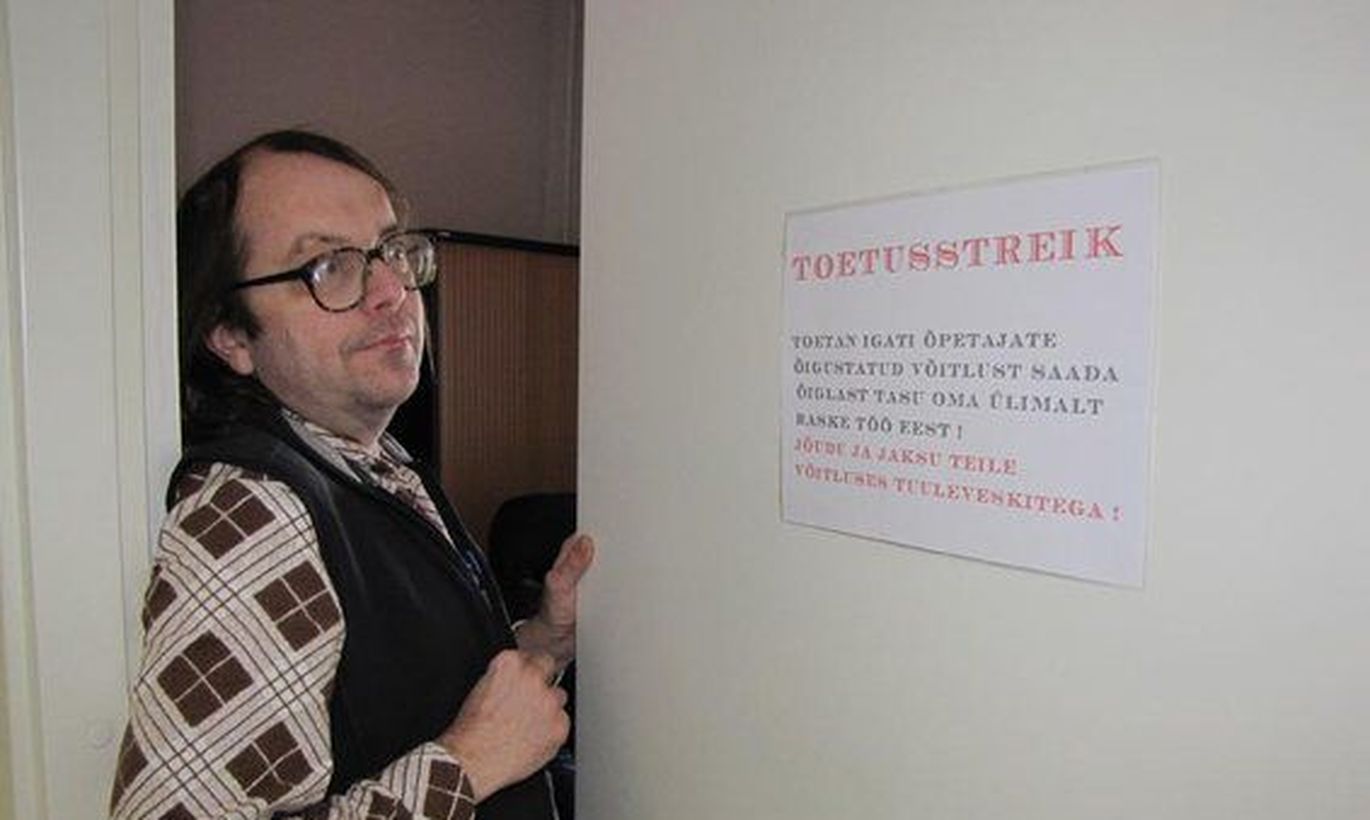 TOETUSSTREIK
TOETAN IGATI ÕPETAJATE
ÕIGUSTATUD VÕITLUST SAADA
ÕIGLAST TASU OMA ÜLIMALT
RASKE TÖÖ EEST !
JÕUDU JA JAKSU TEILE
VÕITLUSES TUULEVESKITEGA !